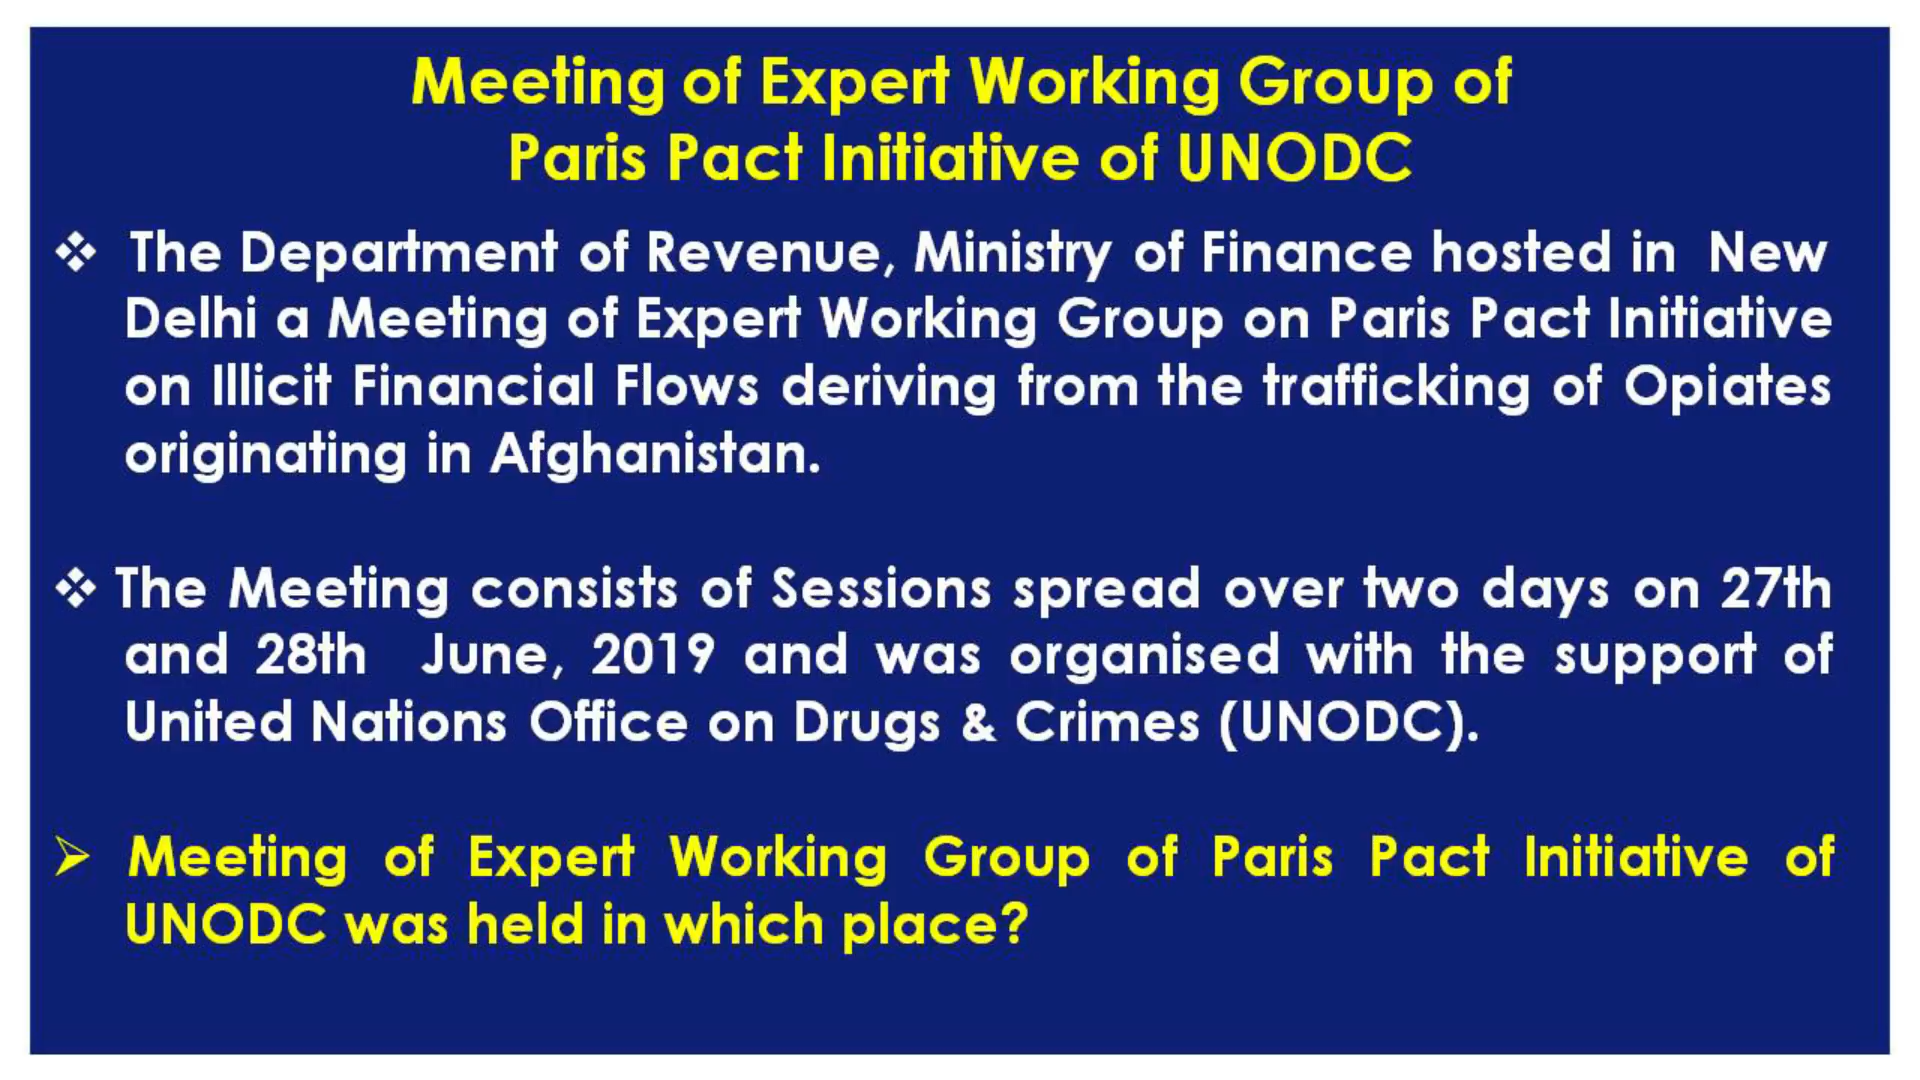 Meeting of Expert Working Group of
Paris Pact Initiative of UNODC
❖ The Department of Revenue, Ministry of Finance hosted in New
Delhi a Meeting of Expert Working Group on Paris Pact Initiative
on Illicit Financial Flows deriving from the trafficking of Opiates
originating in Afghanistan.
❖ The Meeting consists of Sessions spread over two days on 27th
and 28th June, 2019 and was organised with the support of
United Nations Office on Drugs & Crimes (UNODC).
➢ Meeting of Expert Working Group of Paris Pact Initiative of
UNODC was held in which place?